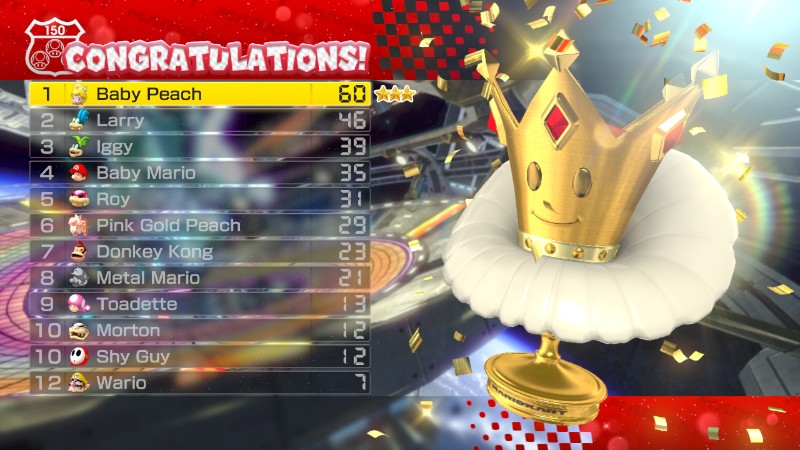 150
CONGRATULATIONS!
1 Baby Peach 60
2 Larry 46
3 Iggy 39
4 Baby Mario 35
5 Roy 31
6 Pink Gold Peach 29
7 Donkey Kong 23
8 Metal Mario 21
9 Toadette 13
10 Morton 12
10 Shy Guy 12
12 Wario 7
MARIOKART